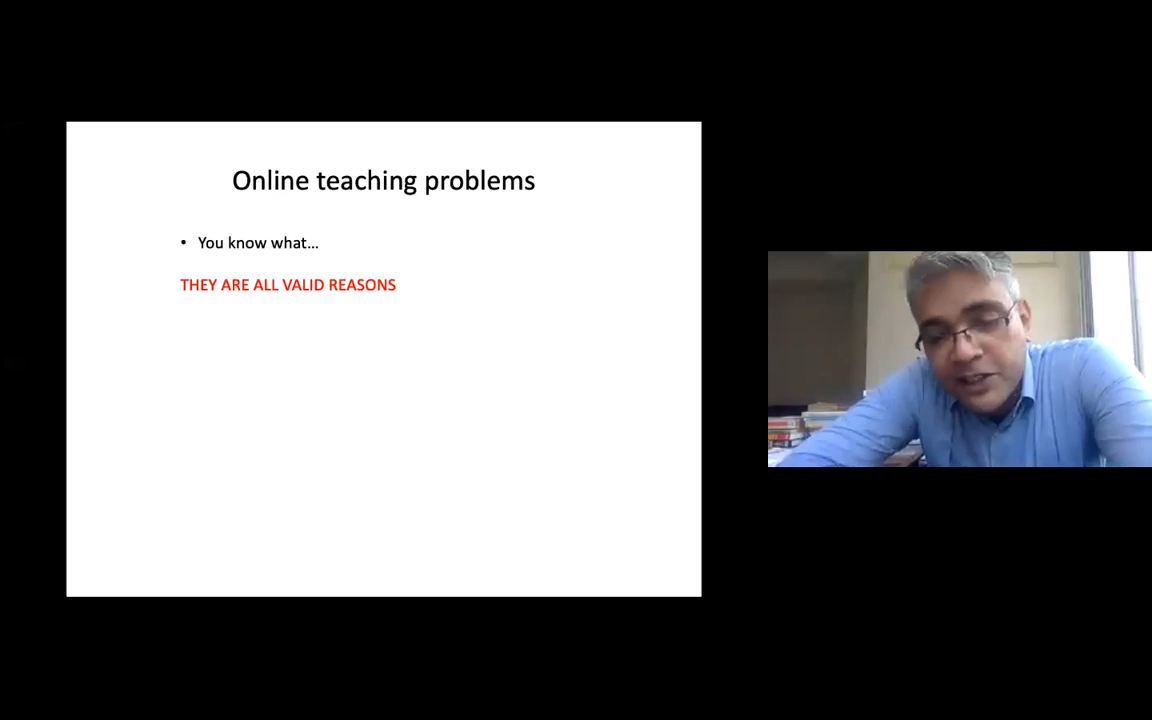 Online teaching problems
• You know what...
THEY ARE ALL VALID REASONS